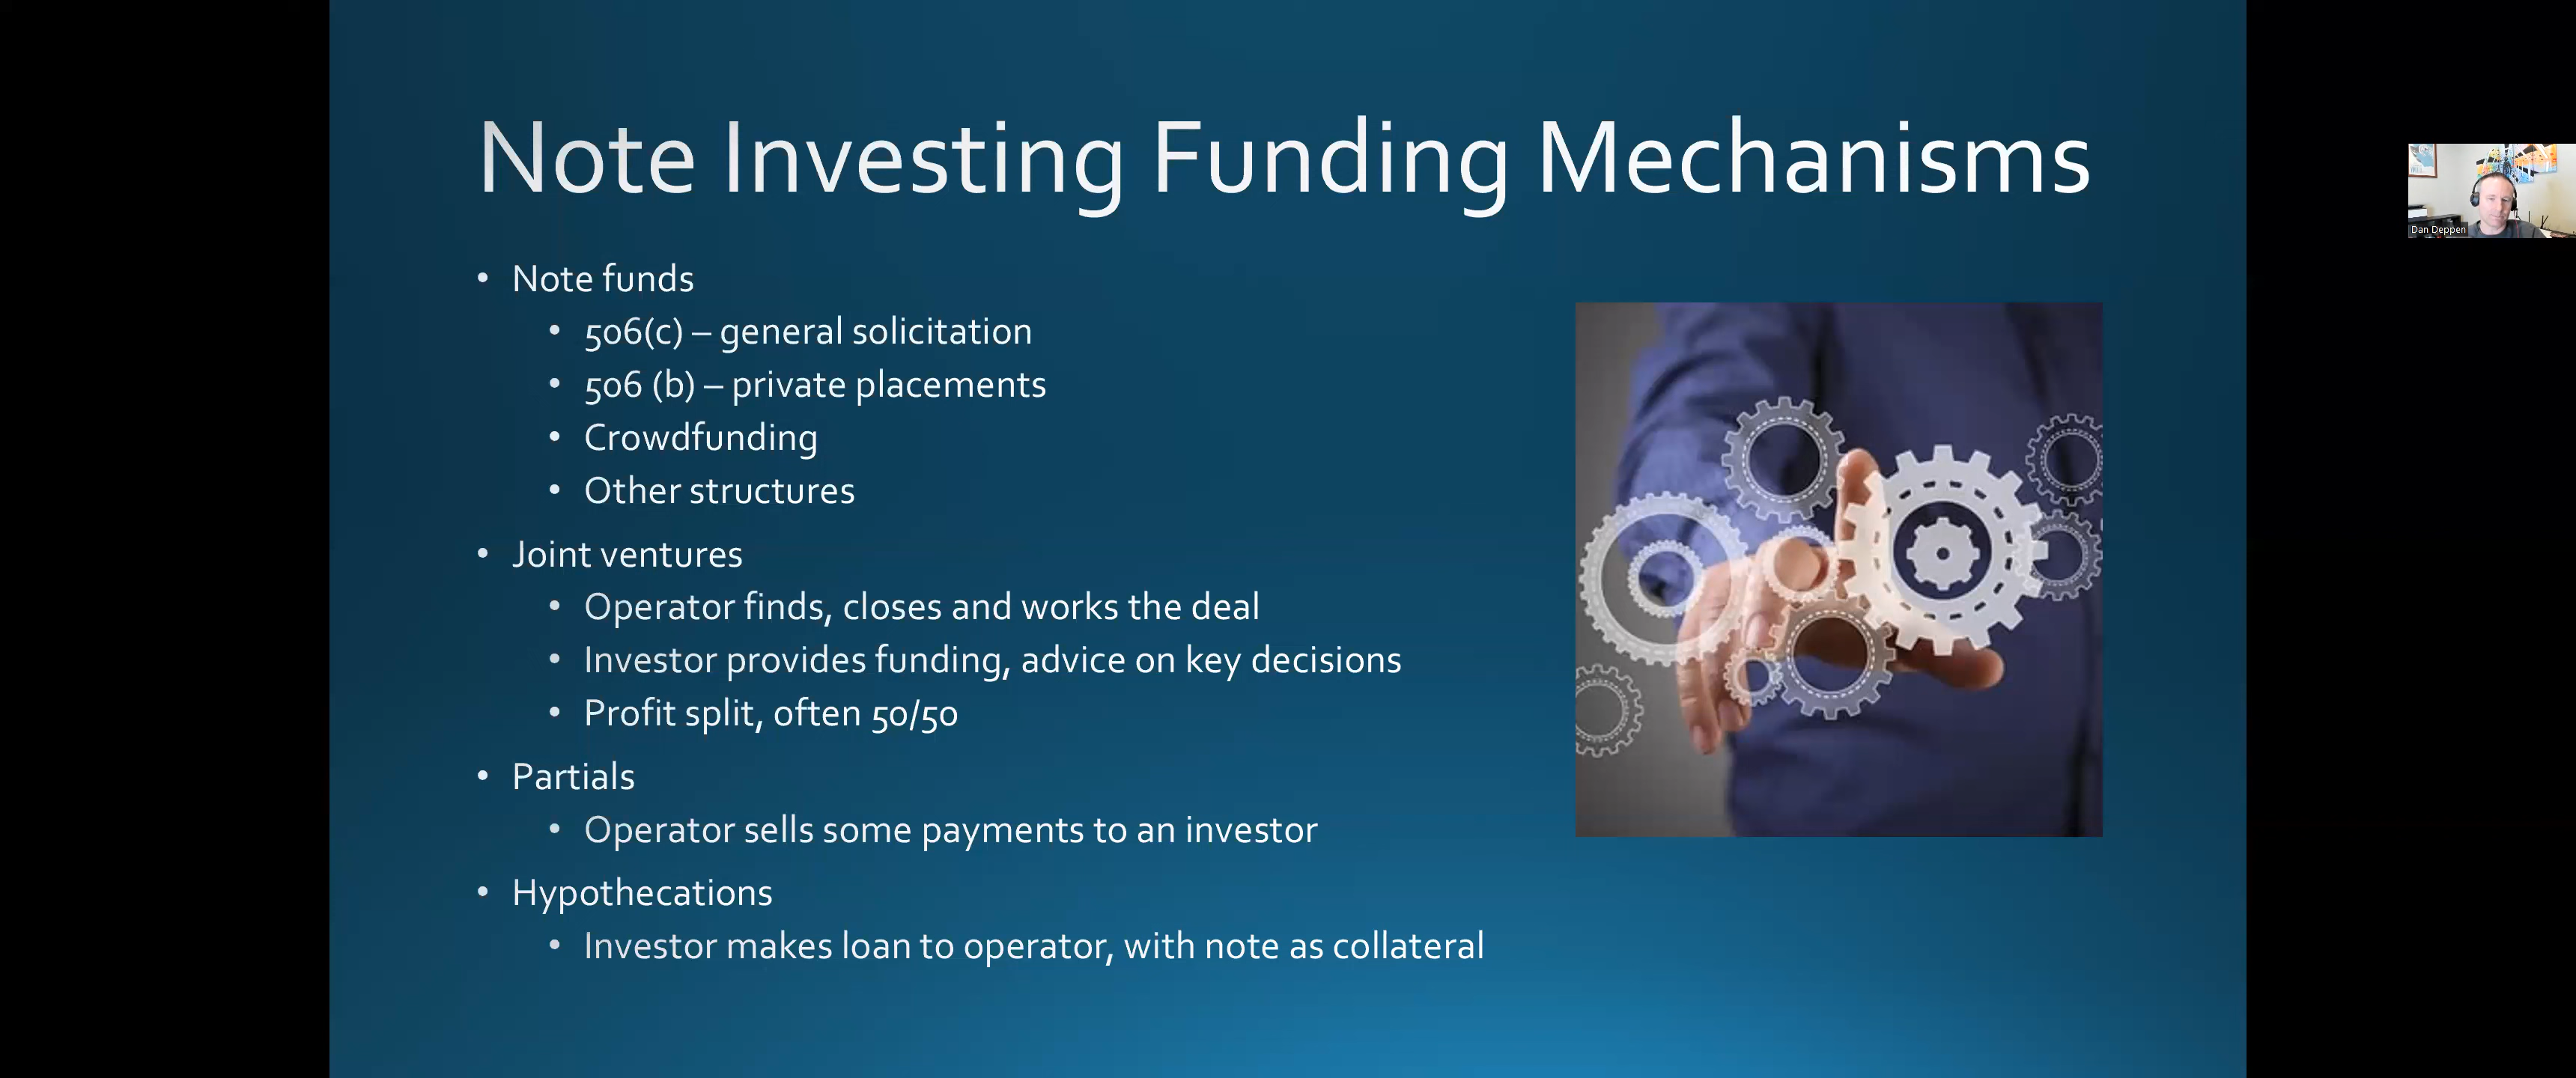 Note Investing Funding Mechanisms
• Note funds
• 506(c) – general solicitation
• 506 (b) – private placements
• Crowdfunding
• Other structures
• Joint ventures
• Operator finds, closes and works the deal
• Investor provides funding, advice on key decisions
• Profit split, often 50/50
• Partials
• Operator sells some payments to an investor
• Hypothecations
• Investor makes loan to operator, with note as collateral
Dan Deppen